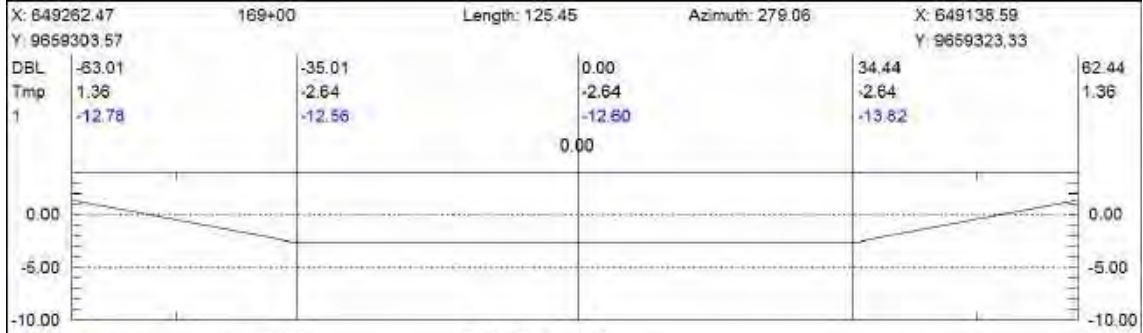 X: 649262.47 169+00 Length: 125.45 Azimuth: 279.06 X: 649138.59
Y: 9659303.57 Y: 9659323.33
DBL -63.01 -35.01 0.00 34.44 62.44
Tmp 1.36 -2.64 -2.64 -2.64 1.36
1 -12.78 -12.56 -12.60 -13.82
0.00
0.00 0.00
-5.00 -5.00
-10.00 -10.00